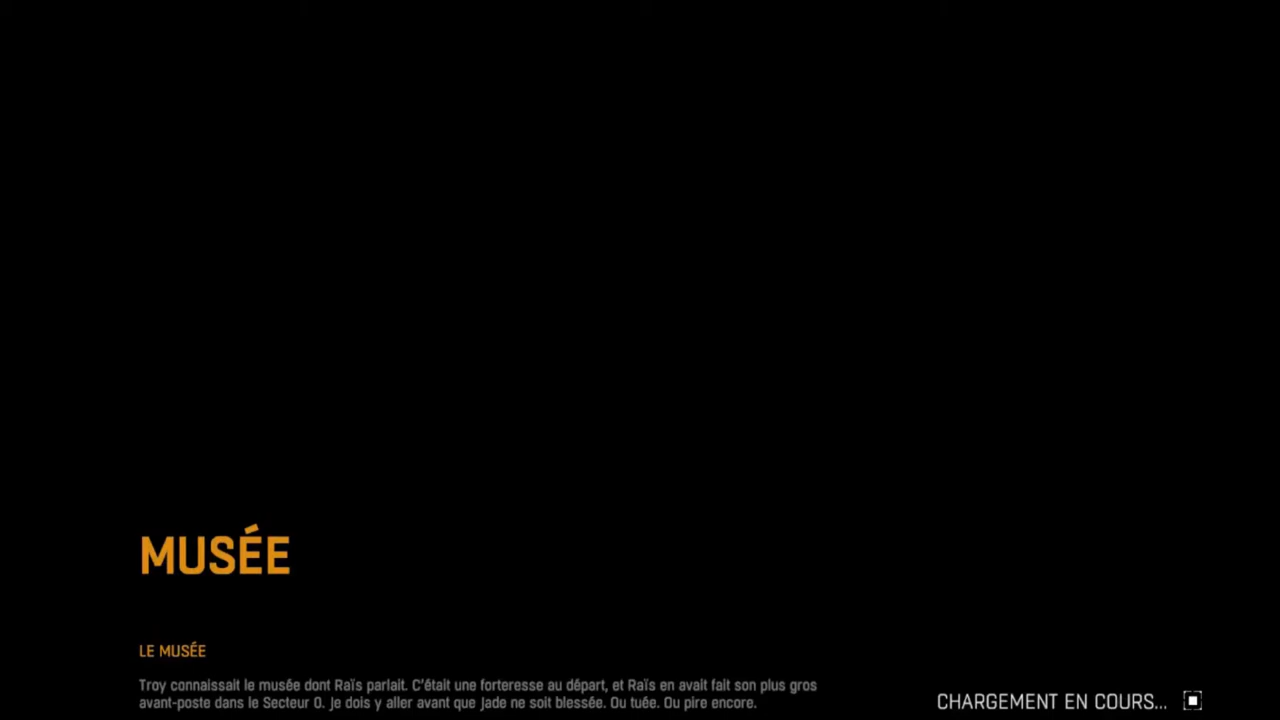 MUSÉE
LE MUSÉE
Troy connaissait le musée dont Raïs parlait. C'était une forteresse au départ, et Raïs en avait fait son plus gros
avant-poste dans le Secteur 0. Je dois y aller avant que Jade ne soit blessée. Ou tuée. Ou pire encore.
CHARGEMENT EN COURS...